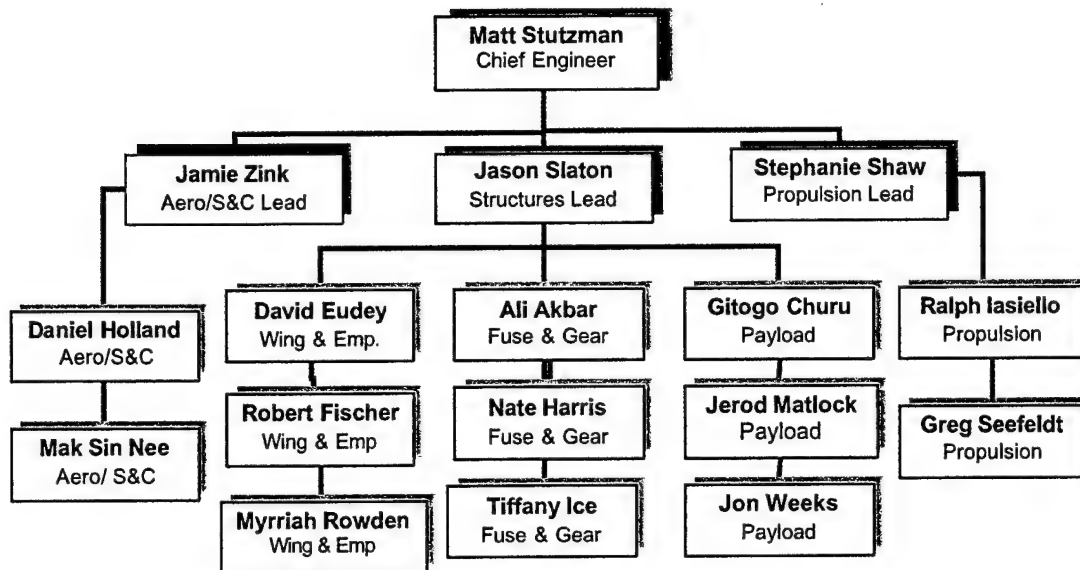 Matt Stutzman
Chief Engineer
Jamie Zink
Aero/S&C Lead
Jason Slaton
Structures Lead
Stephanie Shaw
Propulsion Lead
Daniel Holland
Aero/S&C
David Eudey
Wing & Emp.
Ali Akbar
Fuse & Gear
Gitogo Churu
Payload
Ralph Iasiello
Propulsion
Mak Sin Nee
Aero/ S&C
Robert Fischer
Wing & Emp
Nate Harris
Fuse & Gear
Jerod Matlock
Payload
Greg Seefeldt
Propulsion
Myrriah Rowden
Wing & Emp
Tiffany Ice
Fuse & Gear
Jon Weeks
Payload